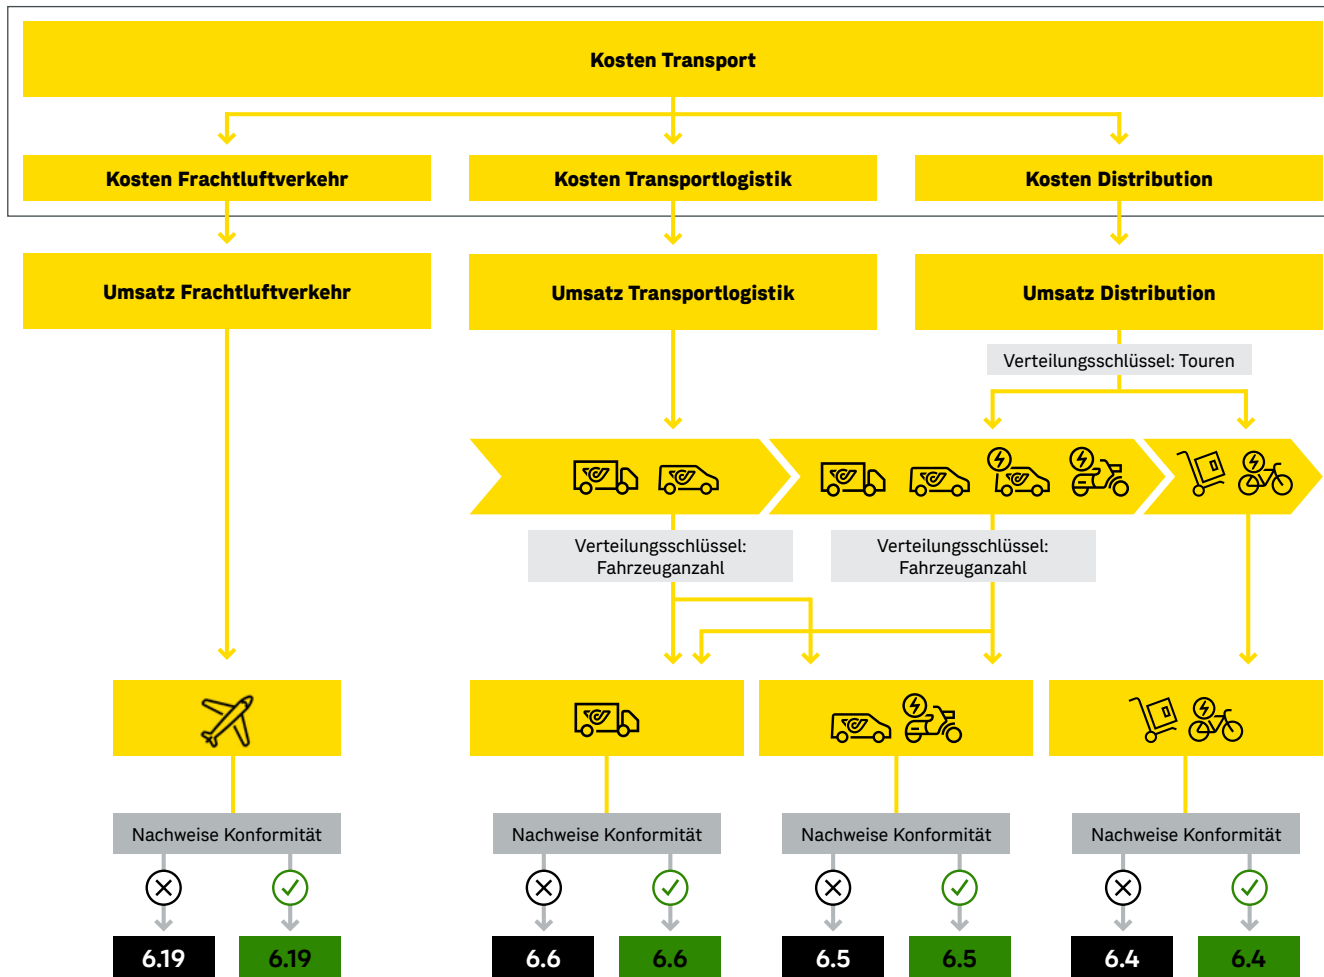 Kosten Transport
Kosten Frachtluftverkehr
Kosten Transportlogistik
Kosten Distribution
Umsatz Frachtluftverkehr
Umsatz Transportlogistik
Umsatz Distribution
Verteilungsschlüssel: Touren
Verteilungsschlüssel:
Fahrzeuganzahl
Verteilungsschlüssel:
Fahrzeuganzahl
Nachweise Konformität
Nachweise Konformität
Nachweise Konformität
Nachweise Konformität
6.19
6.19
6.6
6.6
6.5
6.5
6.4
6.4